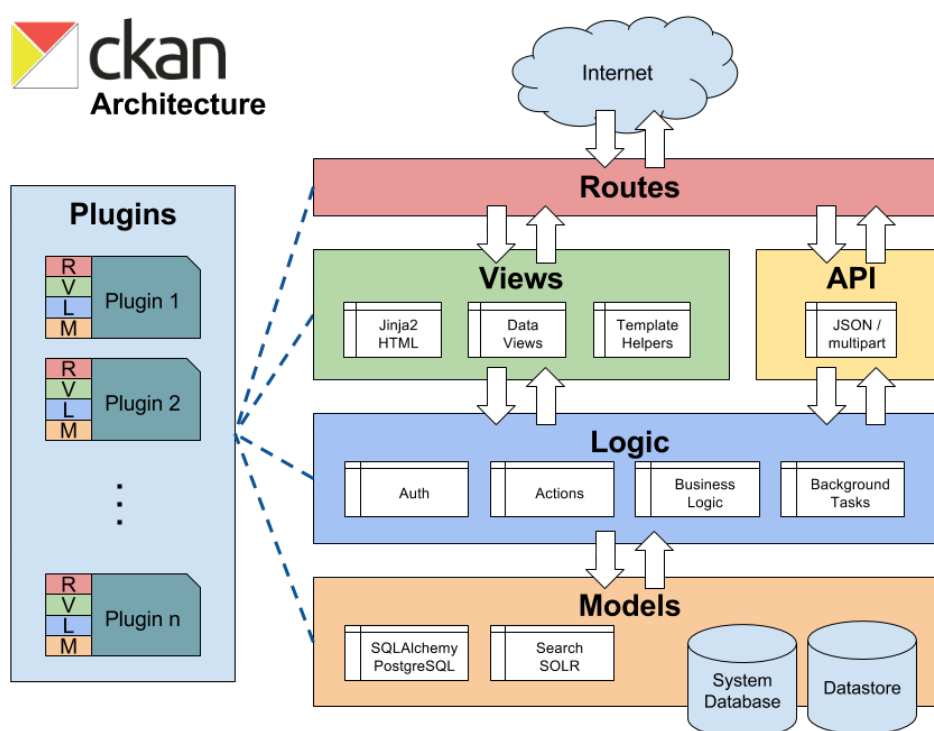 ckan
Architecture
Internet
Routes
Plugins
R
V
L
M
Plugin 1
R
V
L
M
Plugin 2
R
V
L
M
Plugin n
Views
Jinja2
HTML
Data
Views
Template
Helpers
API
JSON /
multipart
Logic
Auth
Actions
Business
Logic
Background
Tasks
Models
SQLAlchemy
PostgreSQL
Search
SOLR
System
Database
Datastore